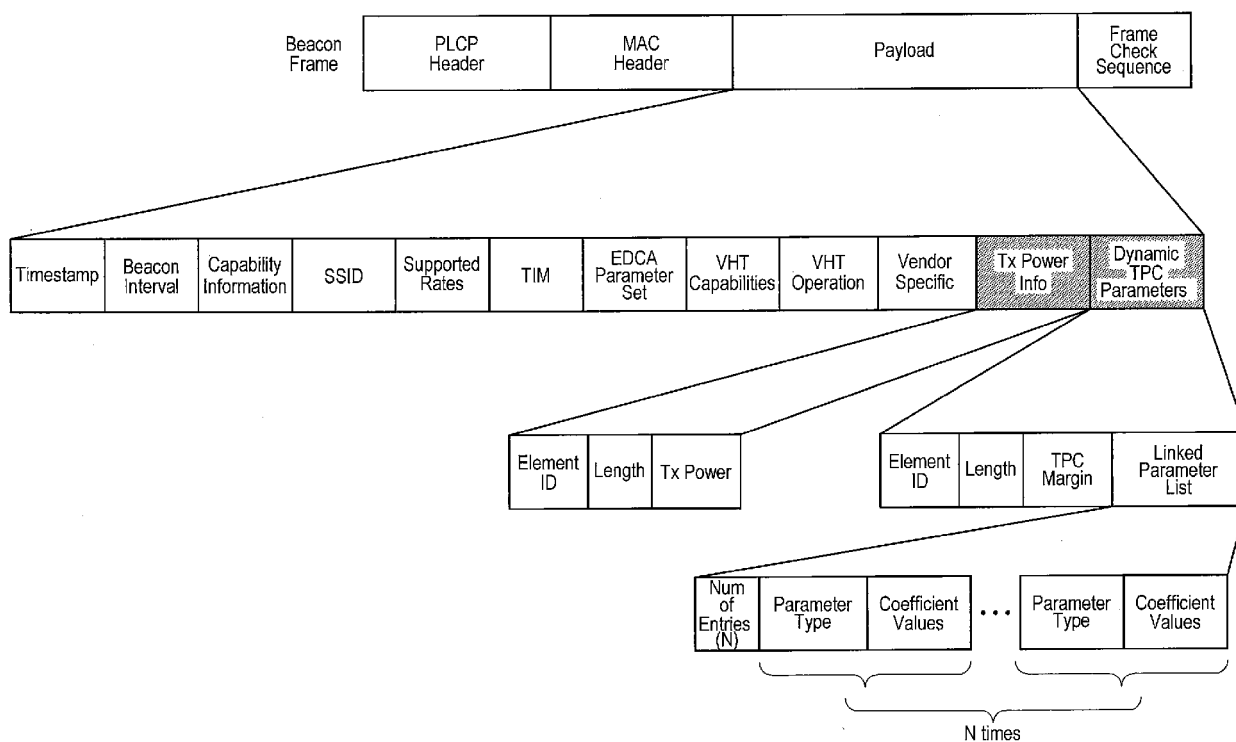 Beacon
Frame
PLCP
Header
MAC
Header
Payload
Frame
Check
Sequence
Timestamp
Beacon
Interval
Capability
Information
SSID
Supported
Rates
TIM
EDCA
Parameter
Set
VHT
Capabilities
VHT
Operation
Vendor
Specific
Tx Power
Info
Dynamic
TPC
Parameters
Element
ID
Length
Tx Power
Element
ID
Length
TPC
Margin
Linked
Parameter
List
Num
of
Entries
(N)
Parameter
Type
Coefficient
Values
•••
Parameter
Type
Coefficient
Values
N times